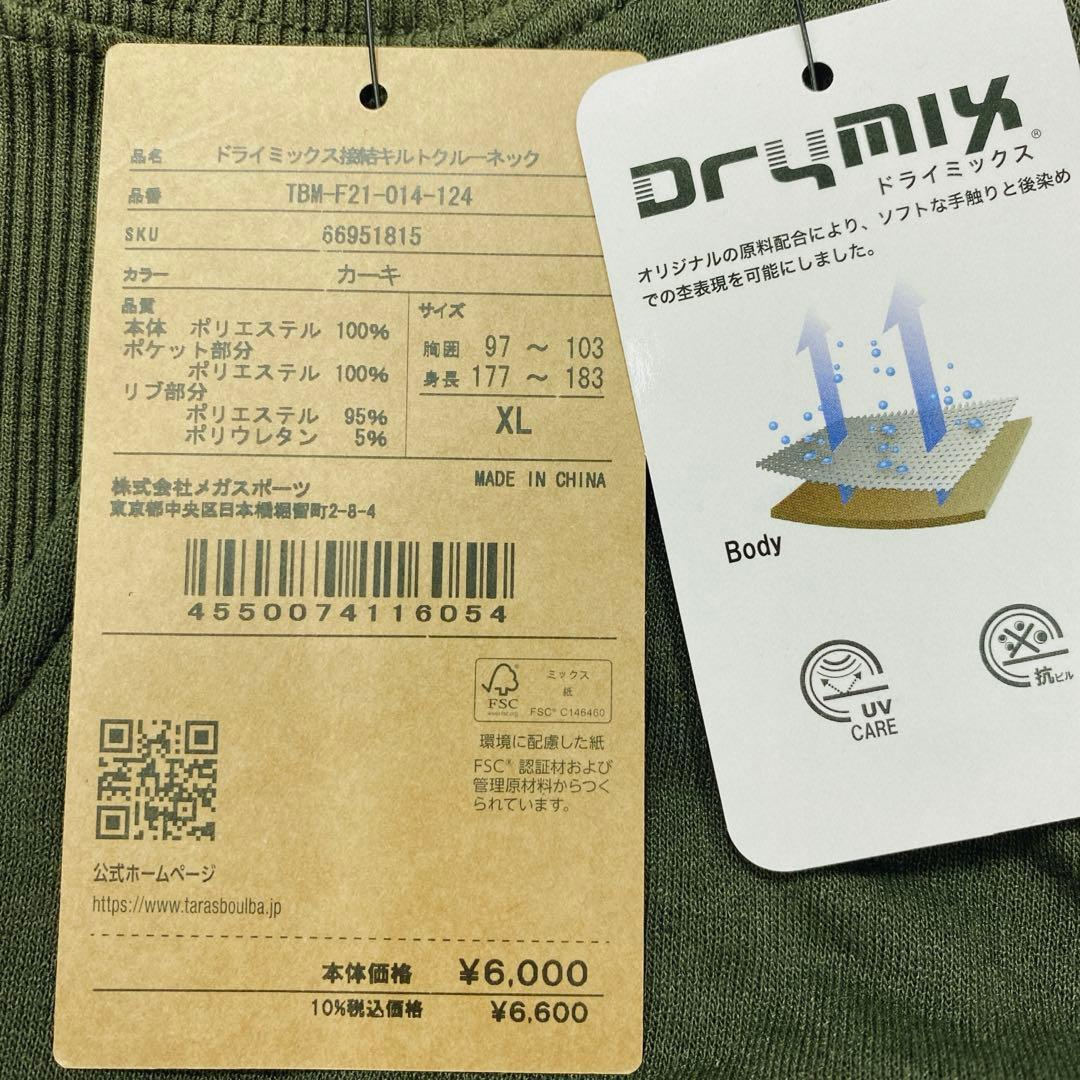 品名 ドライミックス接結キルトクルーネック
品番 TBM-F21-014-124
SKU 66951815
カラー カーキ
品質
本体 ポリエステル 100%
ポケット部分
ポリエステル 100%
リブ部分
ポリエステル 95%
ポリウレタン 5%
サイズ
胸囲 97 ～ 103
身長 177 ～ 183
XL
MADE IN CHINA
株式会社メガスポーツ
東京都中央区日本橋堀留町2-8-4
4550074116054
FSC
www.fsc.org
ミックス
紙
FSC® C146460
環境に配慮した紙
FSC® 認証材および
管理原材料からつく
られています。
公式ホームページ
https://www.tarasboulba.jp
本体価格 ¥6,000
10%税込価格 ¥6,600
Drymix®
ドライミックス
オリジナルの原料配合により、ソフトな手触りと後染め
での杢表現を可能にしました。
Body
UV
CARE
抗ピル